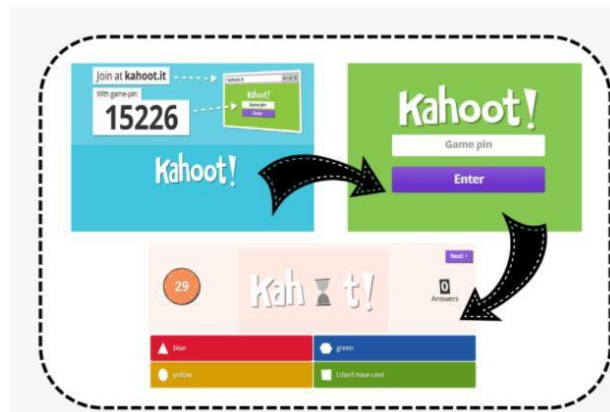 Join at kahoot.it
With game-pin:
15226
kahoot.it
Kahoot!
Game pin
Enter
Kahoot!
Kahoot!
Game pin
Enter
Next
29
Kah t!
0
Answers
blue
green
yellow
I don't have one!